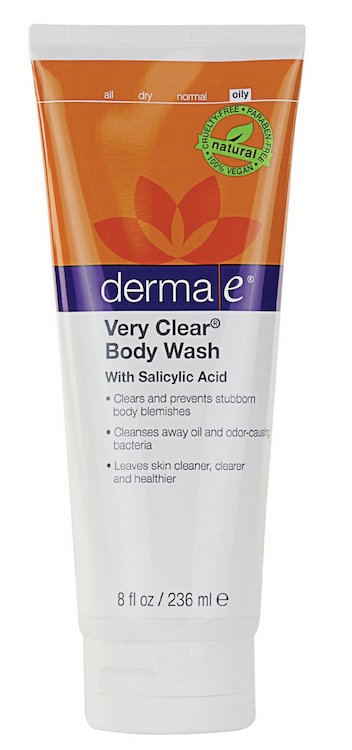 all dry normal oily
CRUELTY-FREE • PARABEN-FREE
natural
• 100% VEGAN •
derma e®
Very Clear®
Body Wash
With Salicylic Acid
• Clears and prevents stubborn
body blemishes
• Cleanses away oil and odor-causing
bacteria
• Leaves skin cleaner, clearer
and healthier
8 fl oz / 236 ml ℮